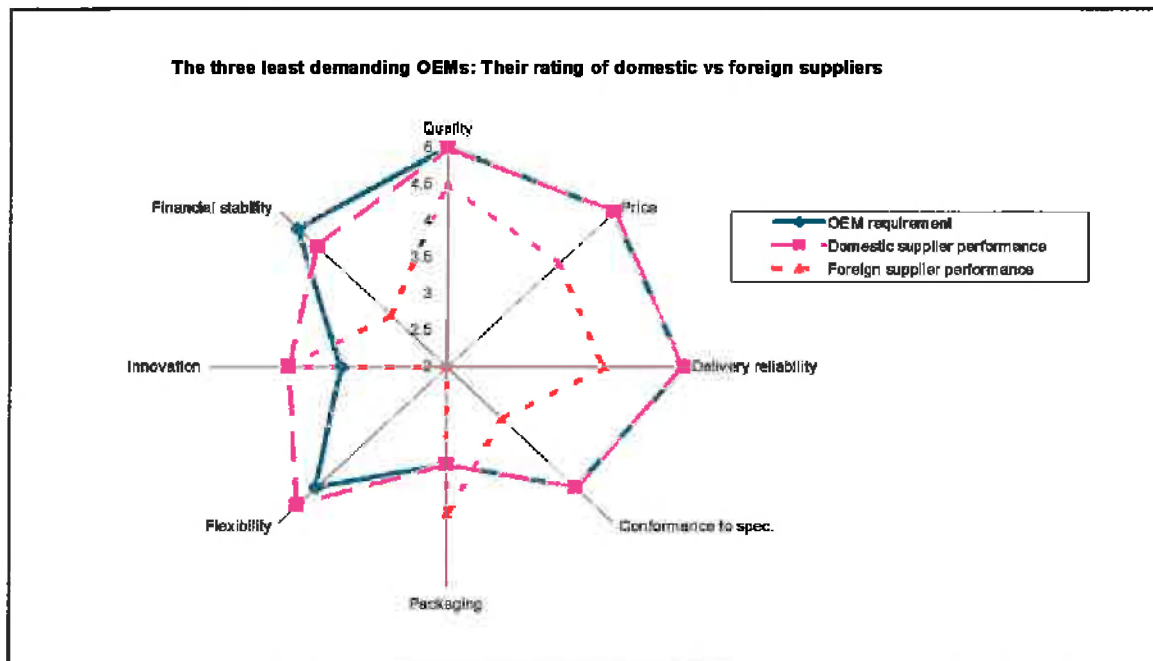 The three least demanding OEMs: Their rating of domestic vs foreign suppliers
Quality
5
4.5
4
3.5
3
2.5
2
Financial stability
Price
OEM requirement
Domestic supplier performance
Foreign supplier performance
Innovation
Delivery reliability
Flexibility
Conformance to spec.
Packaging